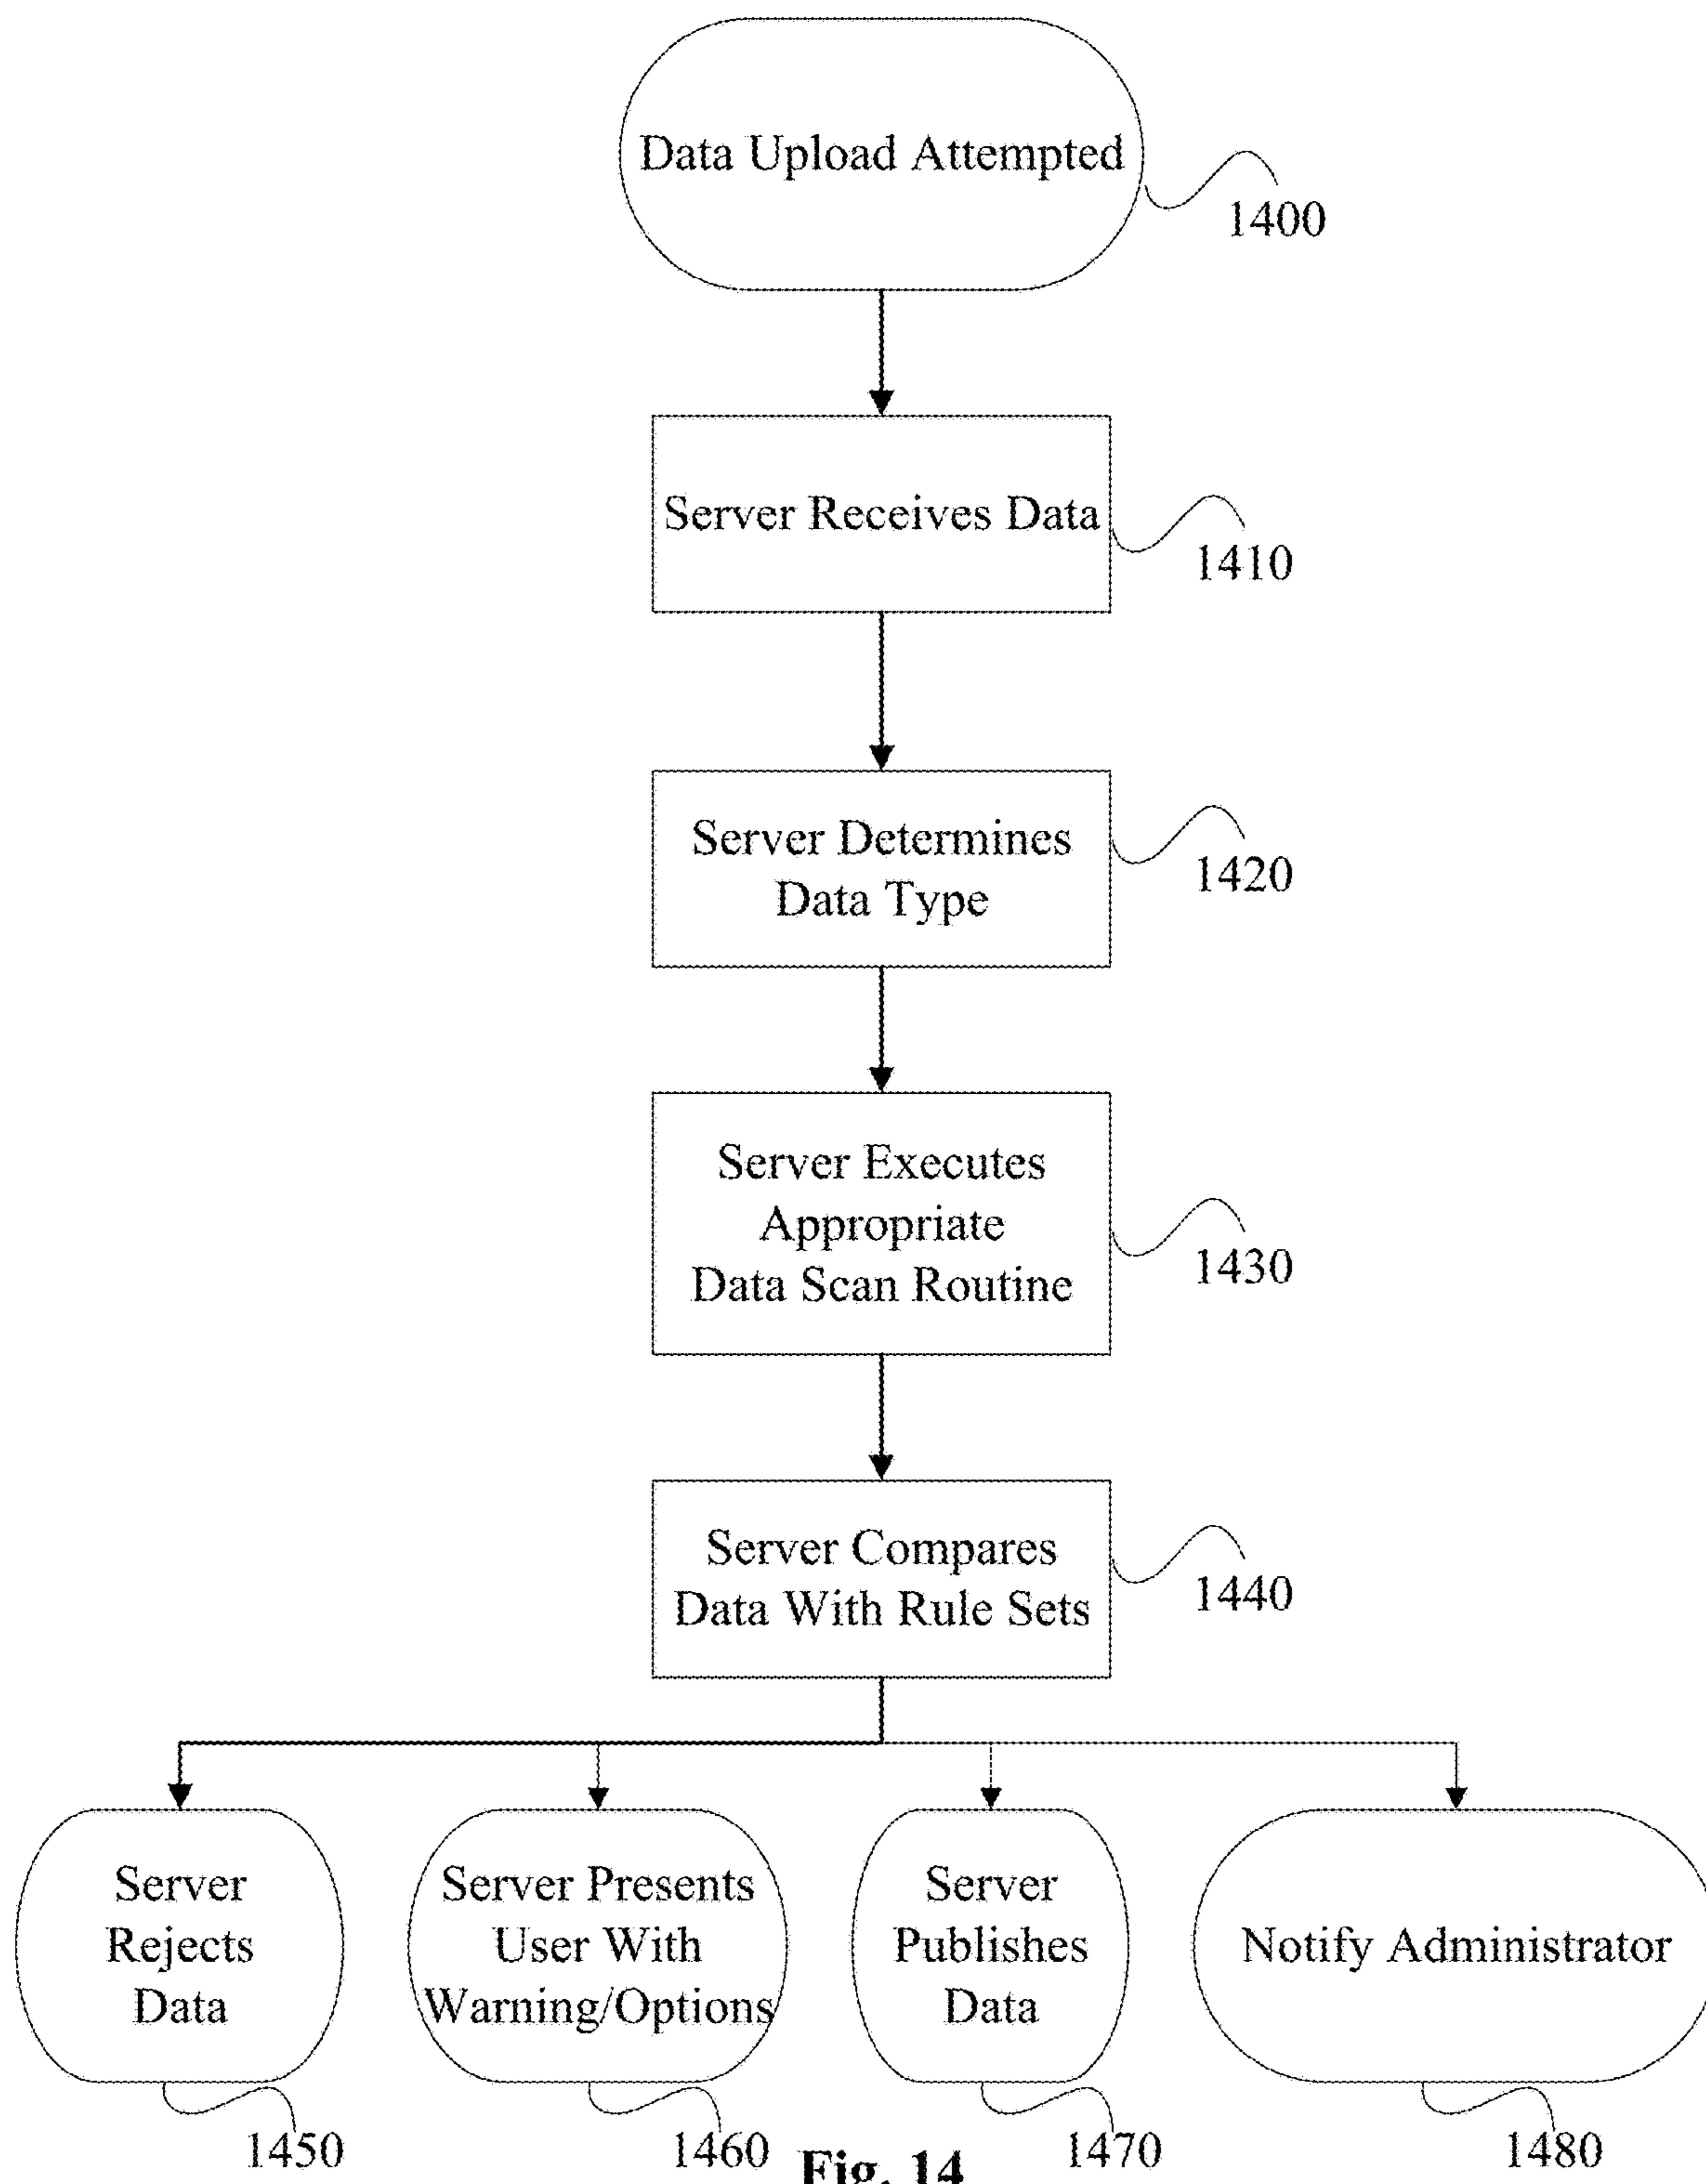 Data Upload Attempted
1400
Server Receives Data
1410
Server Determines
Data Type
1420
Server Executes
Appropriate
Data Scan Routine
1430
Server Compares
Data With Rule Sets
1440
Server
Rejects
Data
Server Presents
User With
Warning/Options
Server
Publishes
Data
Notify Administrator
1450
1460
1470
1480
Fig. 14